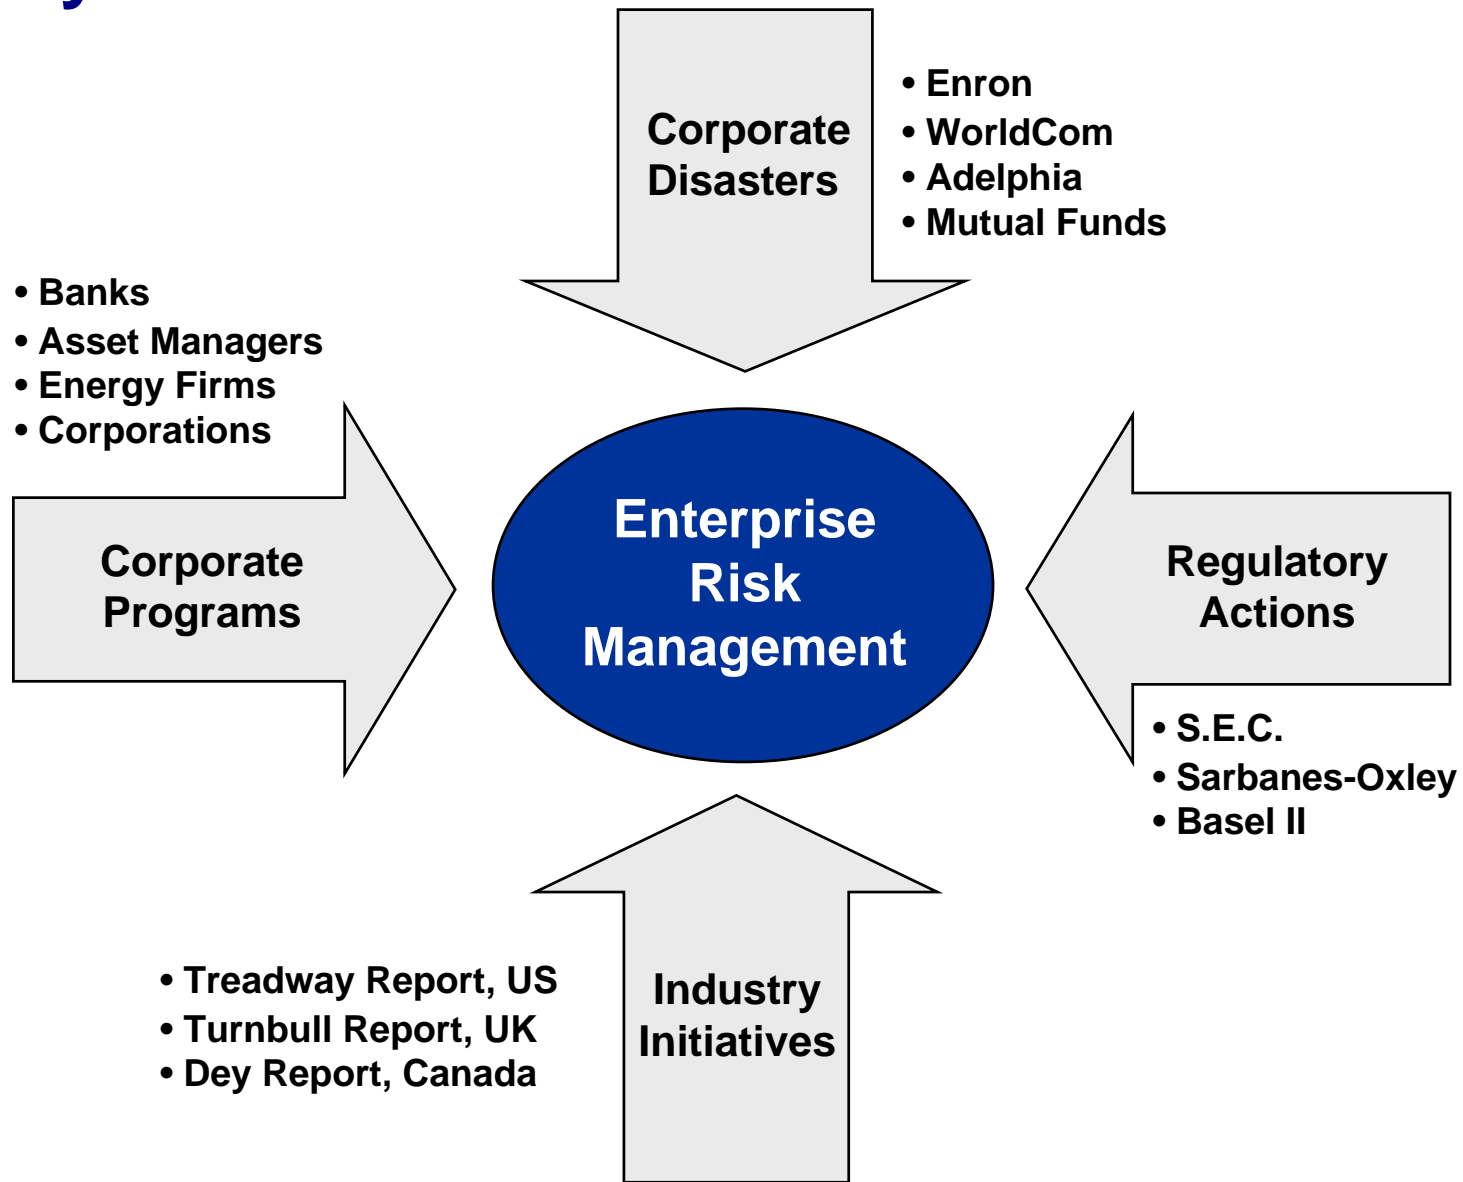 Corporate
Disasters
• Enron
• WorldCom
• Adelphia
• Mutual Funds
• Banks
• Asset Managers
• Energy Firms
• Corporations
Corporate
Programs
Enterprise
Risk
Management
Regulatory
Actions
• S.E.C.
• Sarbanes-Oxley
• Basel II
• Treadway Report, US
• Turnbull Report, UK
• Dey Report, Canada
Industry
Initiatives